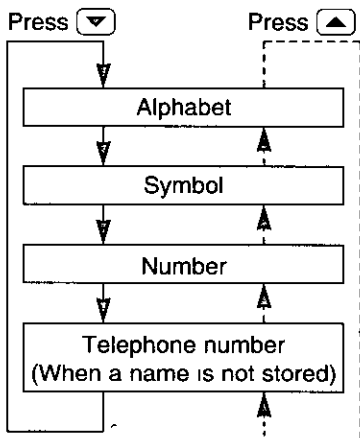 Press ▼ Press ▲
Alphabet
Symbol
Number
Telephone number
(When a name is not stored)